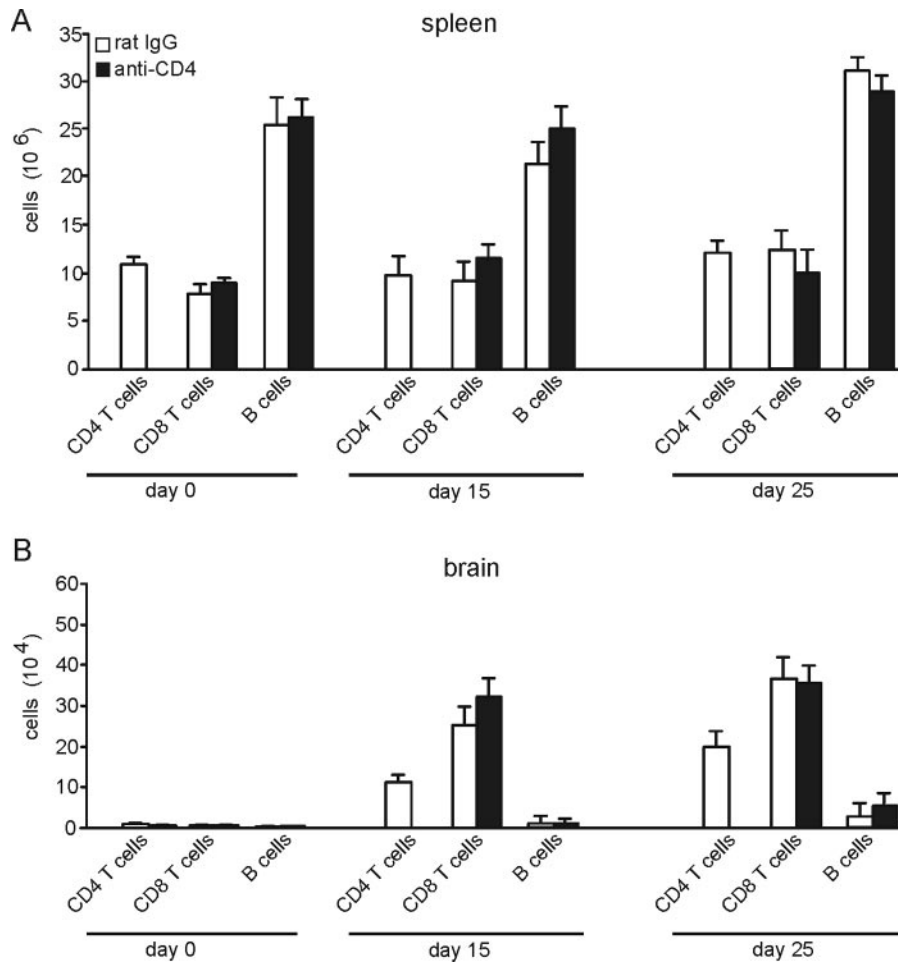 A
spleen
rat IgG
anti-CD4
cells (10⁶)
35
30
25
20
15
10
5
0
CD4 T cells
CD8 T cells
B cells
CD4 T cells
CD8 T cells
B cells
CD4 T cells
CD8 T cells
B cells
day 0
day 15
day 25
B
brain
cells (10⁴)
60
50
40
30
20
10
0
CD4 T cells
CD8 T cells
B cells
CD4 T cells
CD8 T cells
B cells
CD4 T cells
CD8 T cells
B cells
day 0
day 15
day 25